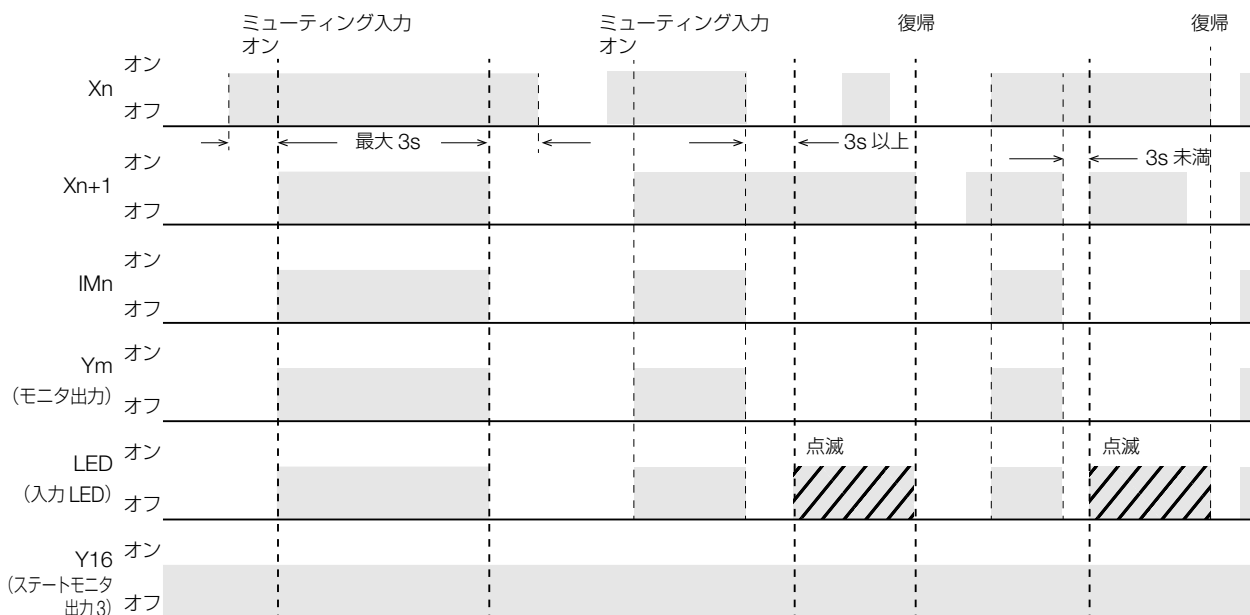 ミューティング入力
オン
ミューティング入力
オン
復帰
復帰
Xn
オン
オフ
最大 3s
3s 以上
3s 未満
Xn+1
オン
オフ
IMn
オン
オフ
Ym
(モニタ出力)
オン
オフ
点滅
点滅
LED
(入力 LED)
オン
オフ
Y16
(ステートモニタ
出力3)
オン
オフ